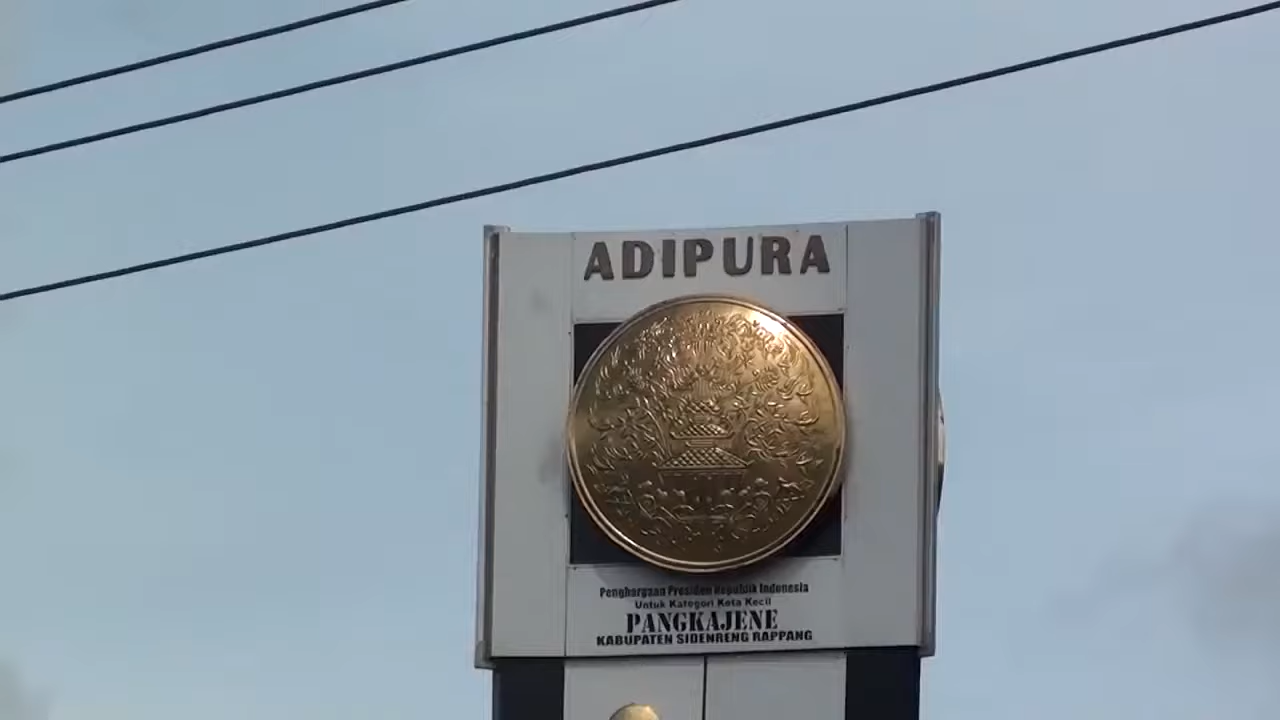 ADIPURA
Penghargaan Presiden Republik Indonesia
Untuk Kategori Kota Kecil
PANGKAJENE
KABUPATEN SIDENRENG RAPPANG